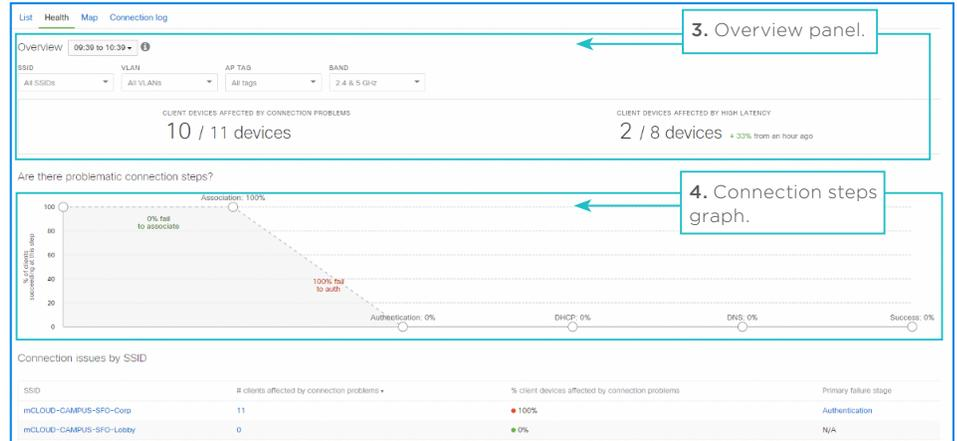 List Health Map Connection log
3. Overview panel.
Overview 09:39 to 10:39
SSID VLAN AP TAG BAND
All SSIDs All VLANs All tags 2.4 & 5 GHz
CLIENT DEVICES AFFECTED BY CONNECTION PROBLEMS
10 / 11 devices
CLIENT DEVICES AFFECTED BY HIGH LATENCY
2 / 8 devices + 33% from an hour ago
Are there problematic connection steps?
4. Connection steps
graph.
% of clients
succeeding at this step
100
80
60
40
20
0
Association: 100%
0% fail
to associate
100% fail
to auth
Authentication: 0% DHCP: 0% DNS: 0% Success: 0%
Connection issues by SSID
SSID # clients affected by connection problems % client devices affected by connection problems Primary failure stage
mCLOUD-CAMPUS-SFO-Corp 11 100% Authentication
mCLOUD-CAMPUS-SFO-Lobby 0 0% N/A